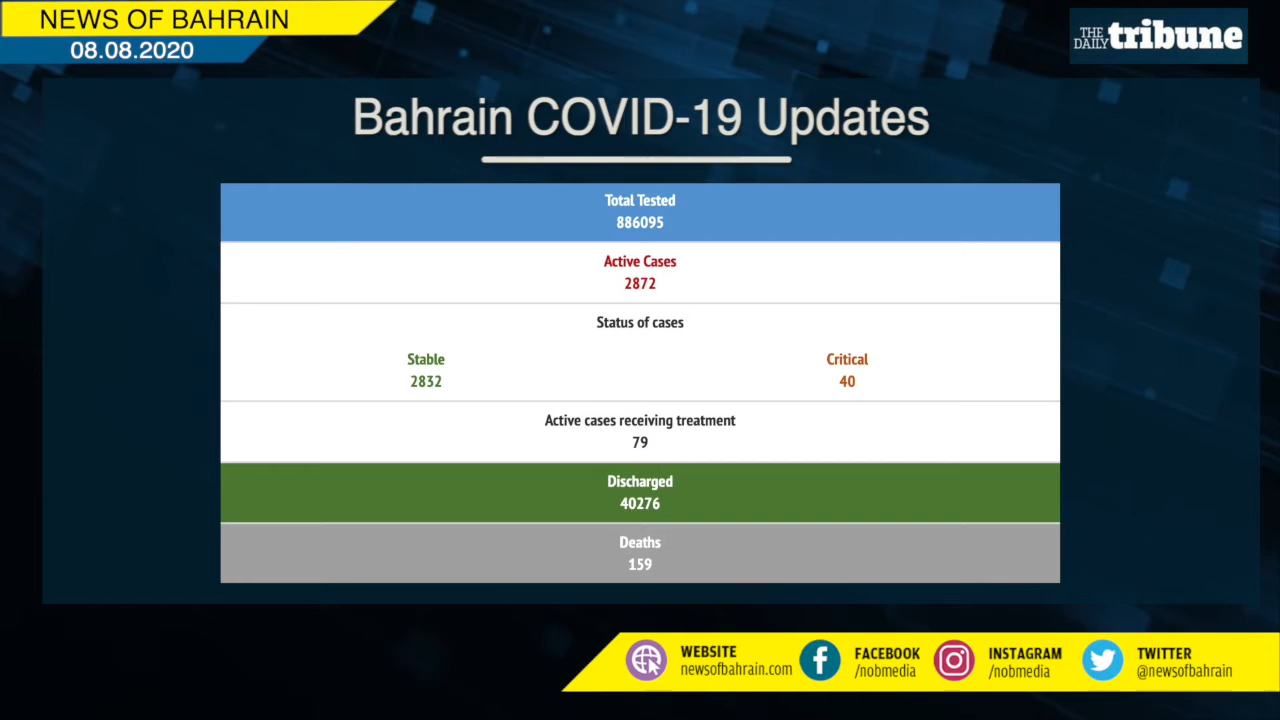 NEWS OF BAHRAIN
08.08.2020
THE DAILY tribune
Bahrain COVID-19 Updates
Total Tested
886095
Active Cases
2872
Status of cases
Stable
Critical
2832
40
Active cases receiving treatment
79
Discharged
40276
Deaths
159
WEBSITE
newsofbahrain.com
FACEBOOK
/nobmedia
INSTAGRAM
/nobmedia
TWITTER
@newsofbahrain